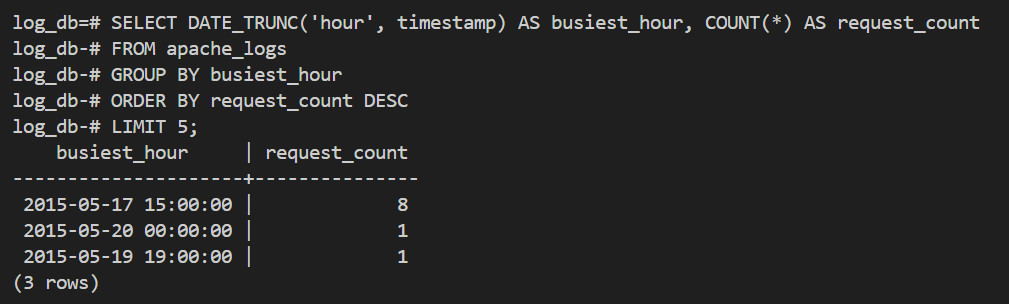 log_db=# SELECT DATE_TRUNC('hour', timestamp) AS busiest_hour, COUNT(*) AS request_count
log_db-# FROM apache_logs
log_db-# GROUP BY busiest_hour
log_db-# ORDER BY request_count DESC
log_db-# LIMIT 5;
    busiest_hour     | request_count
---------------------+---------------
 2015-05-17 15:00:00 |             8
 2015-05-20 00:00:00 |             1
 2015-05-19 19:00:00 |             1
(3 rows)